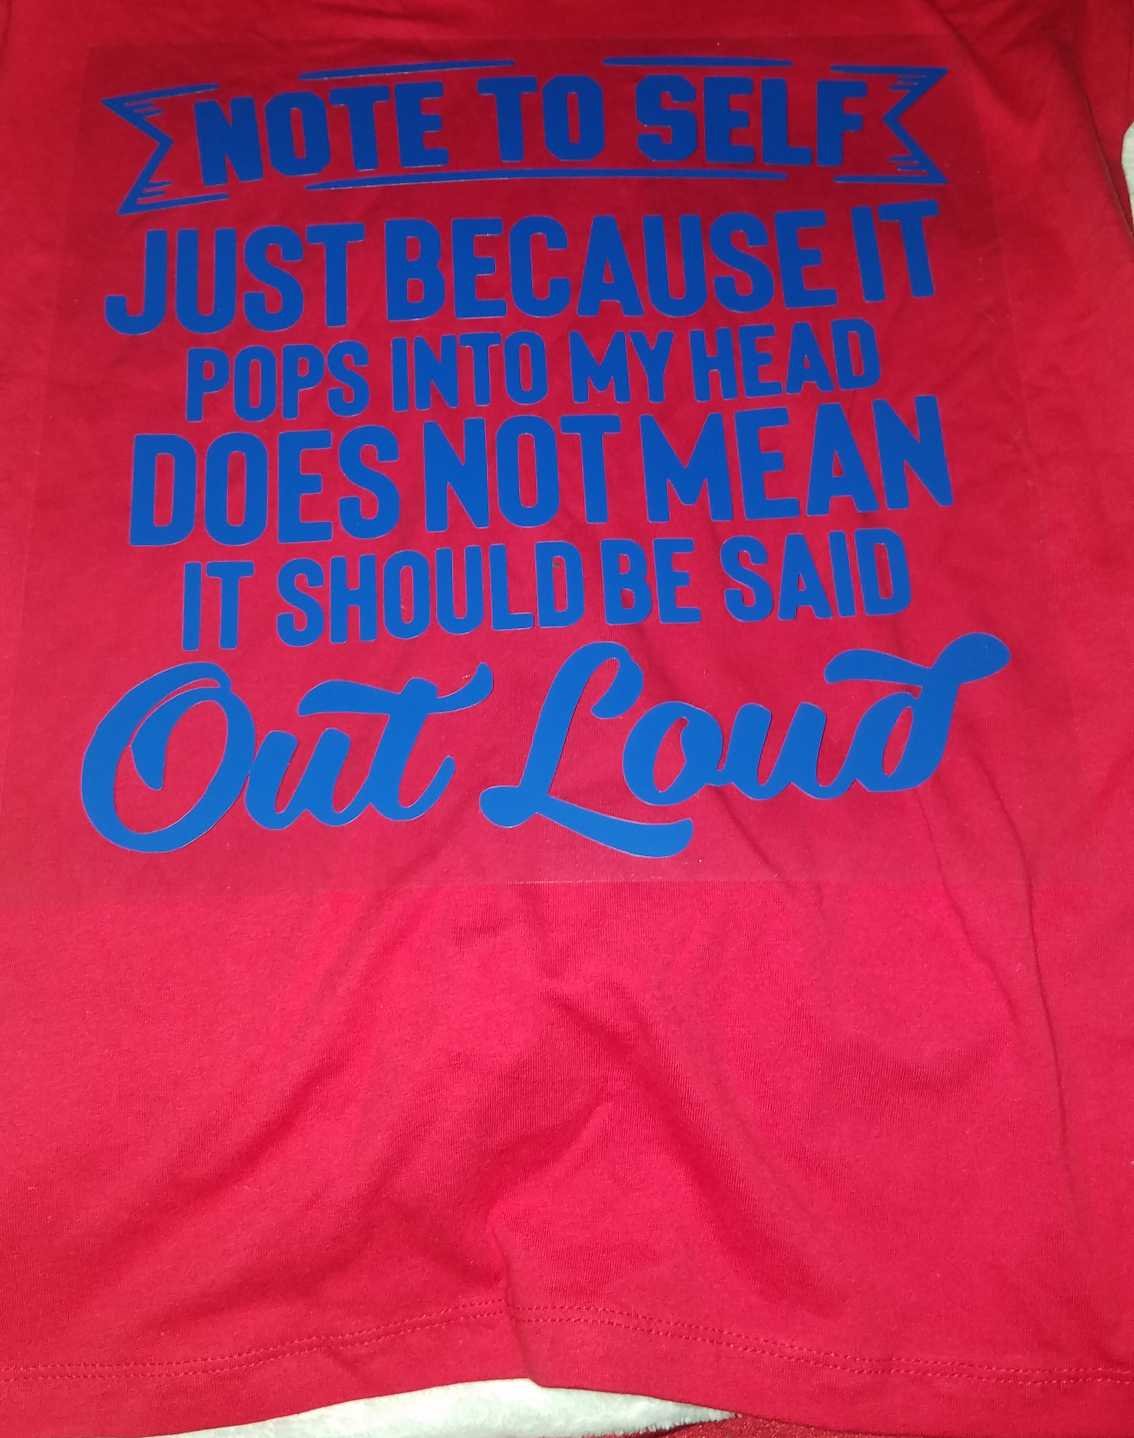 NOTE TO SELF
JUST BECAUSE IT
POPS INTO MY HEAD
DOES NOT MEAN
IT SHOULD BE SAID
Out Loud